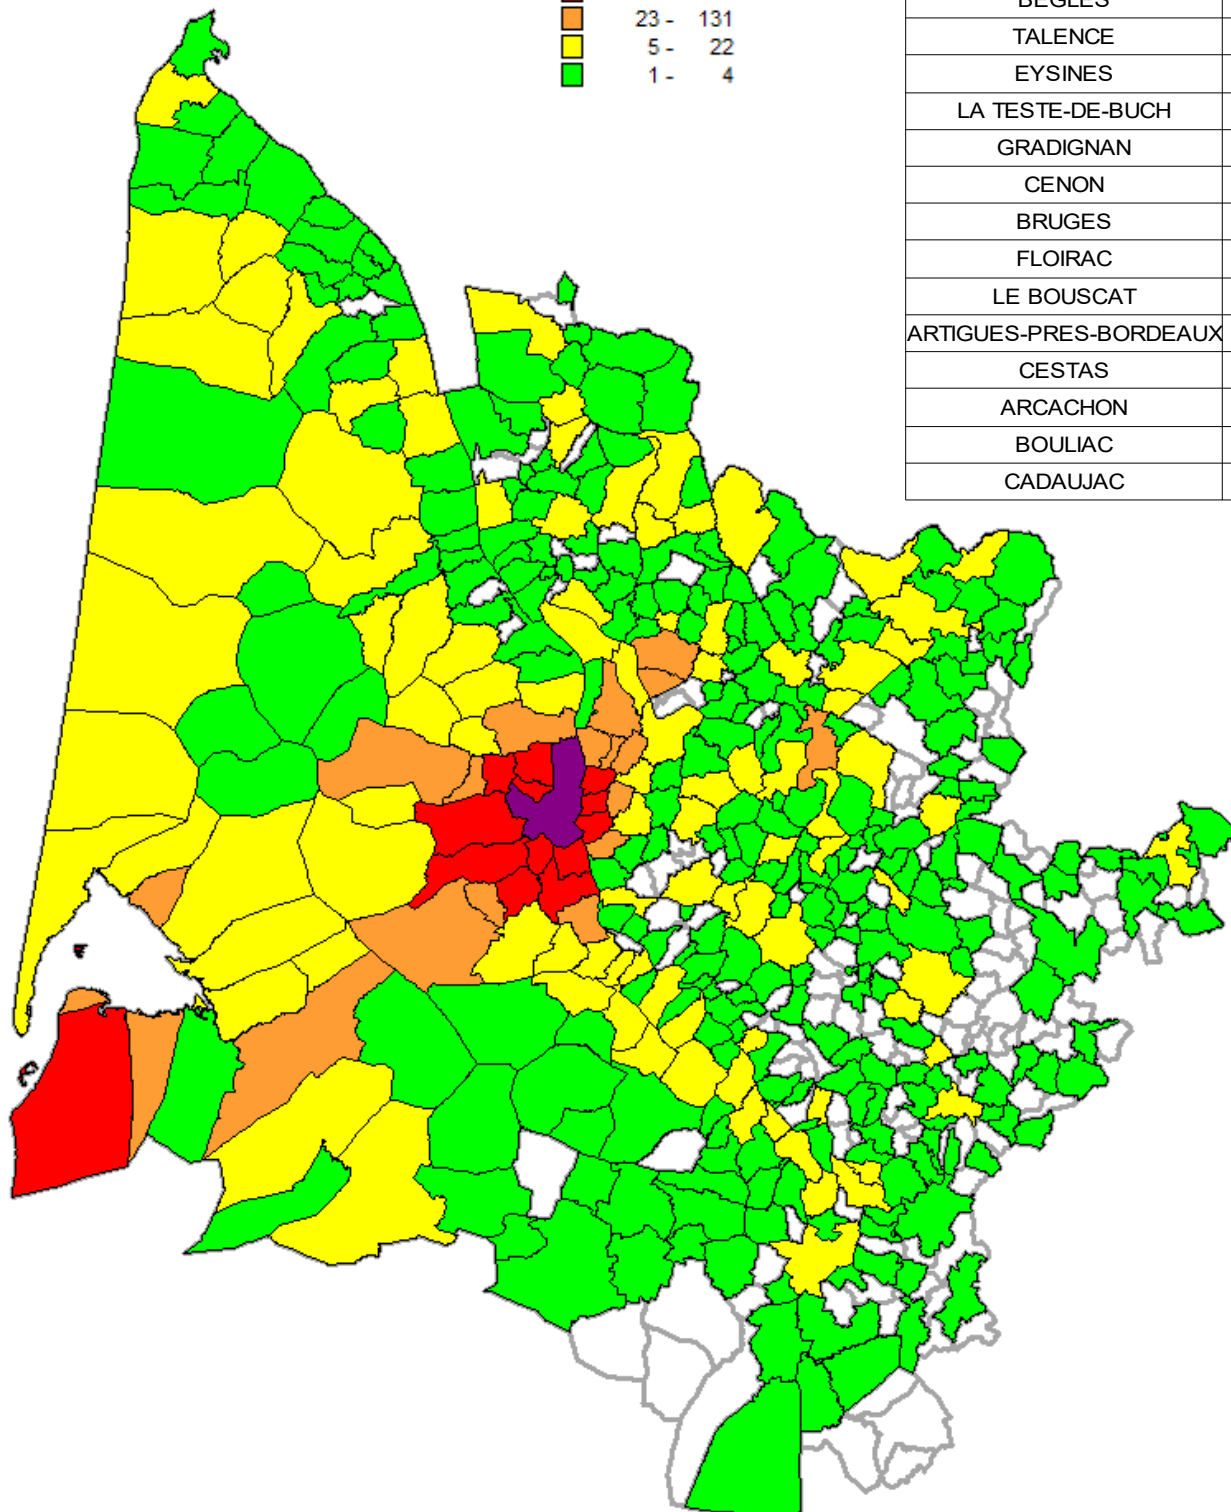 23 - 131
5 - 22
1 - 4
BEGLES
TALENCE
EYSINES
LA TESTE-DE-BUCH
GRADIGNAN
CENON
BRUGES
FLOIRAC
LE BOUSCAT
ARTIGUES-PRES-BORDEAUX
CESTAS
ARCACHON
BOULIAC
CADAUJAC